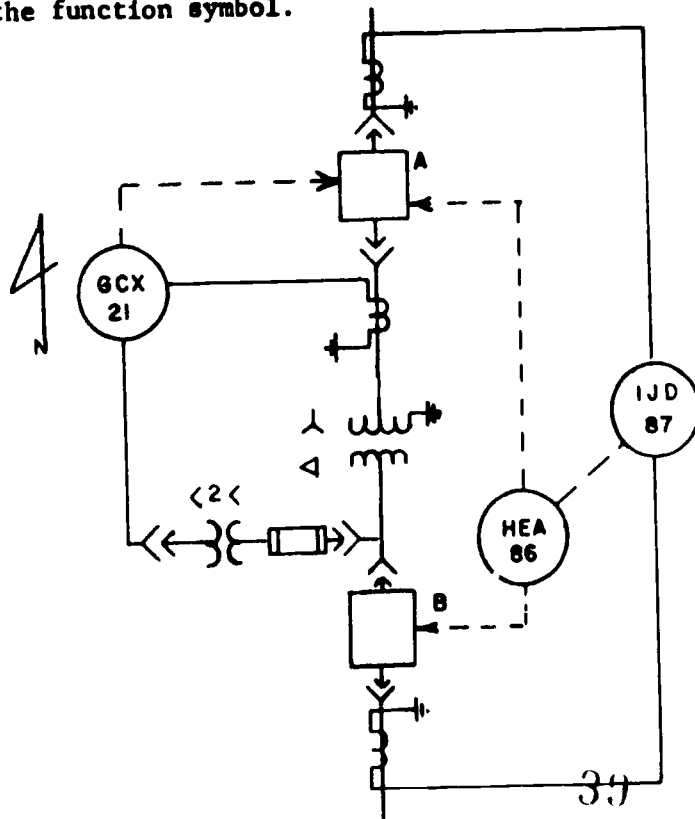 the function symbol.
A
GCX
21
N
IJD
87
<2<
HEA
86
B
39